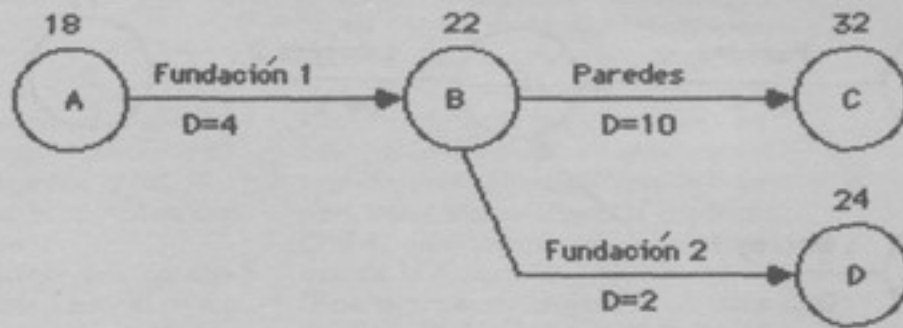 18 22 32
Fundación 1 Paredes
A B C
D=4 D=10
24
Fundación 2
D
D=2